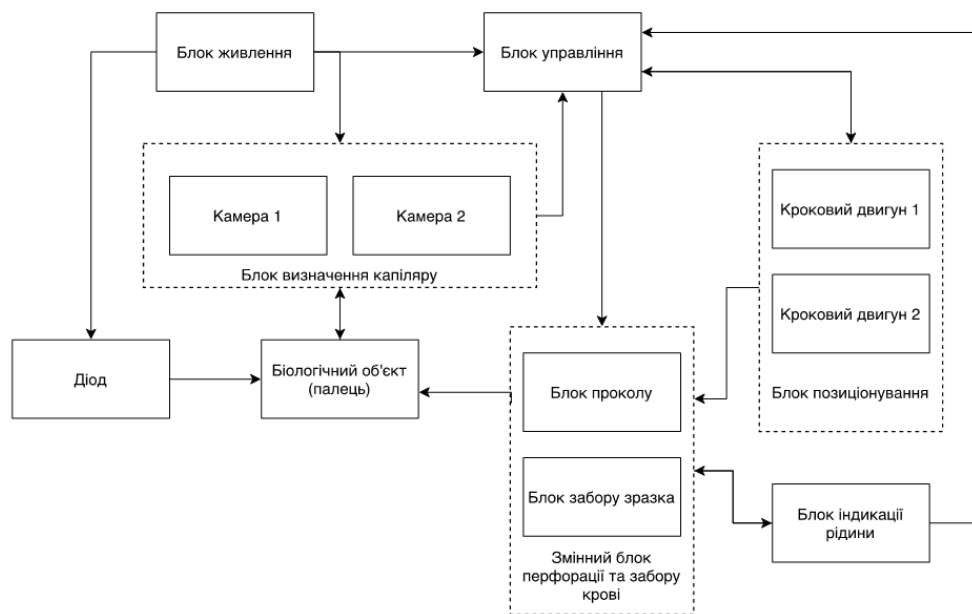 Блок живлення
Блок управління
Камера 1
Камера 2
Блок визначення капіляру
Кроковий двигун 1
Кроковий двигун 2
Блок позиціонування
Діод
Біологічний об'єкт
(палець)
Блок проколу
Блок забору зразка
Змінний блок
перфорації та забору
крові
Блок індикації
рідини